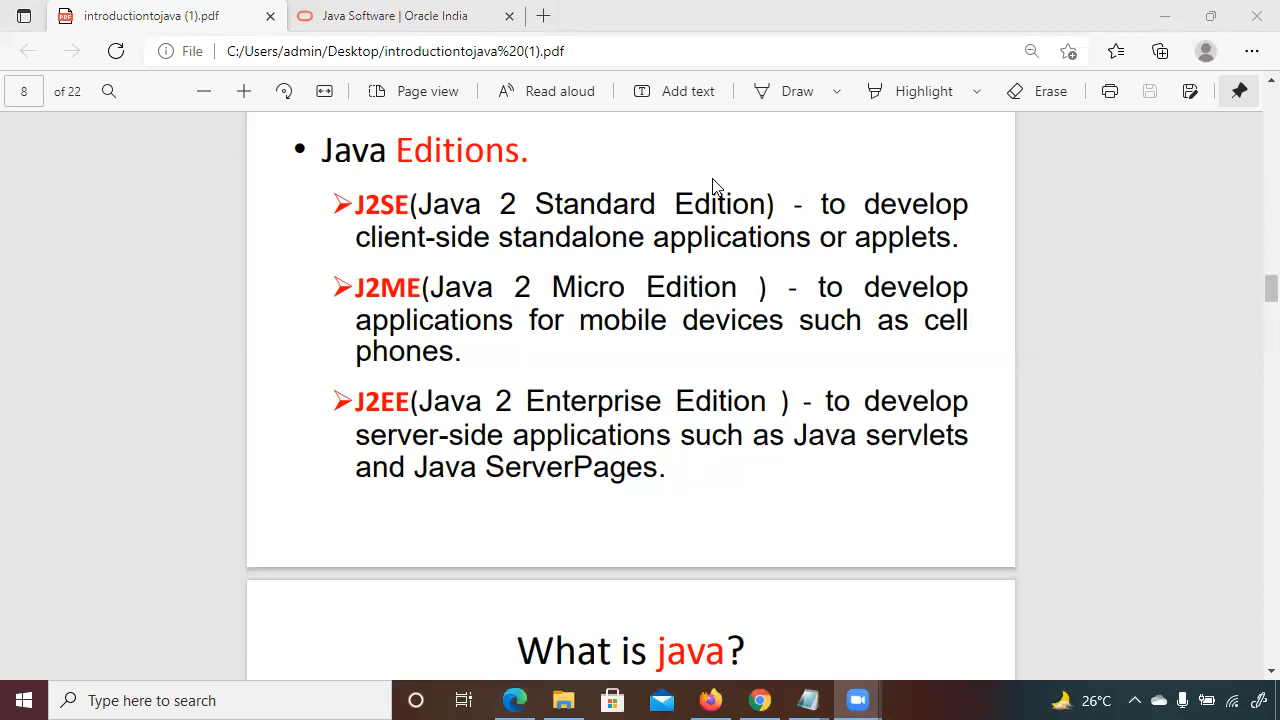 introductiontojava (1).pdf
Java Software | Oracle India
File
C:/Users/admin/Desktop/introductiontojava%20(1).pdf
8 of 22
Page view
Read aloud
Add text
Draw
Highlight
Erase
• Java Editions.
➢J2SE(Java 2 Standard Edition) - to develop
client-side standalone applications or applets.
➢J2ME(Java 2 Micro Edition ) - to develop
applications for mobile devices such as cell
phones.
➢J2EE(Java 2 Enterprise Edition ) - to develop
server-side applications such as Java servlets
and Java ServerPages.
What is java?
Type here to search
26°C